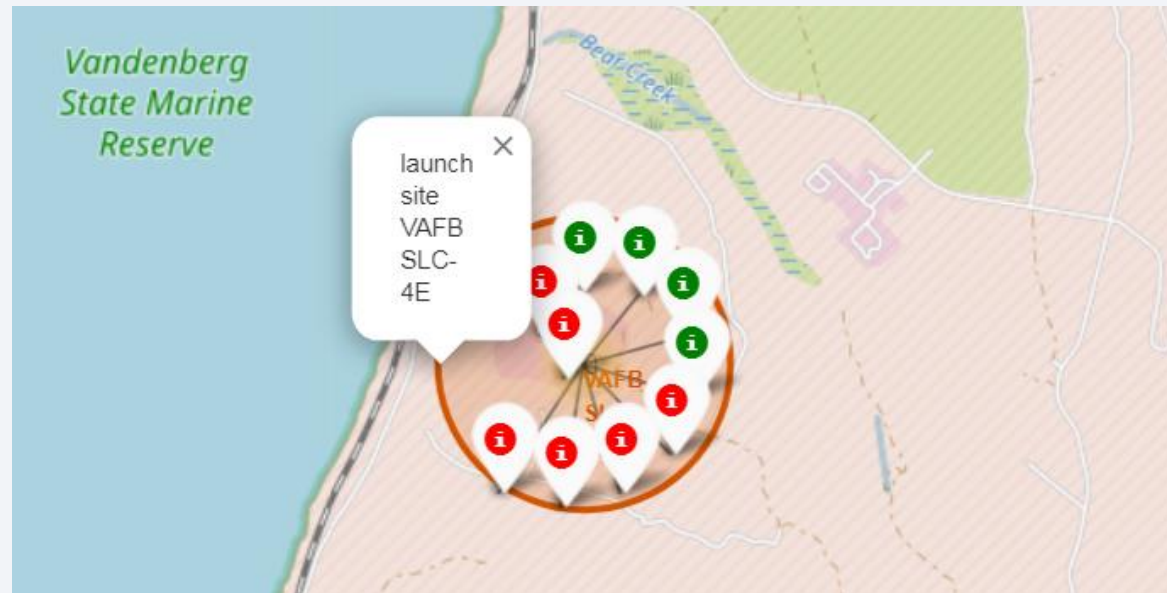 Vandenberg
State Marine
Reserve
Bear Creek
launch
site
VAFB
SLC-
4E
VAFB